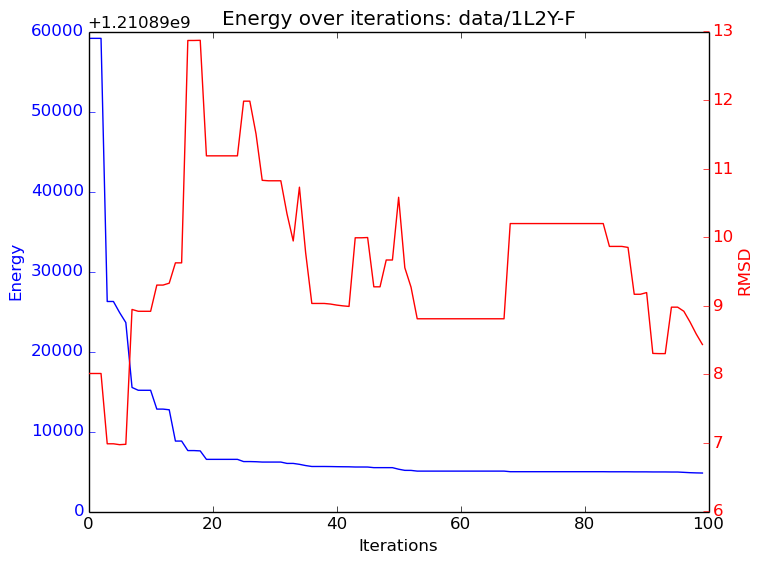 Energy over iterations: data/1L2Y-F
+1.21089e9
60000
50000
40000
30000
20000
10000
0
Energy
13
12
11
10
9
8
7
6
RMSD
0 20 40 60 80 100
Iterations